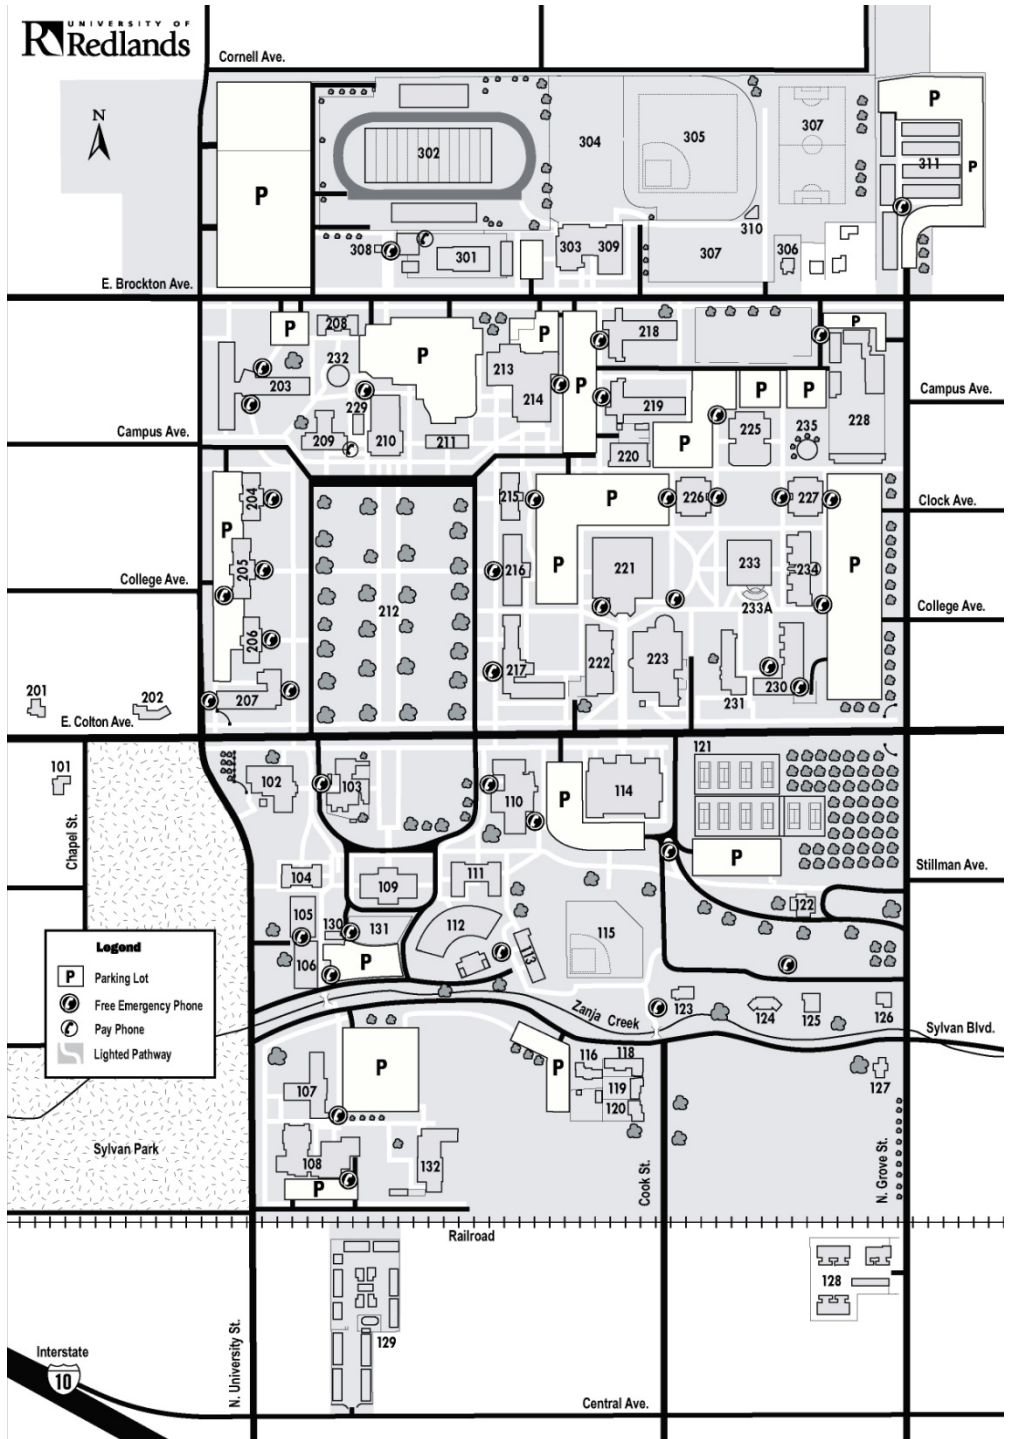 UNIVERSITY OF
Redlands
Cornell Ave.
N
P
P
P
302
304
305
307
311
310
308
301
303
309
307
306
E. Brockton Ave.
P
208
P
P
218
P
232
203
213
P
Campus Ave.
229
214
219
P
P
225
235
228
Campus Ave.
209
210
211
220
P
204
215
P
226
227
Clock Ave.
P
205
216
P
221
233
234
P
College Ave.
212
233A
College Ave.
206
217
222
223
230
231
201
202
207
E. Colton Ave.
101
102
103
110
P
114
121
Chapel St.
P
Stillman Ave.
104
109
111
105
130
131
112
115
122
106
P
113
Legend
P Parking Lot
Free Emergency Phone
Pay Phone
Lighted Pathway
Zanja Creek
123
124
125
126
Sylvan Blvd.
107
P
P
116
118
119
120
127
Sylvan Park
108
P
132
Cook St.
N. Grove St.
Railroad
128
129
N. University St.
Interstate
10
Central Ave.